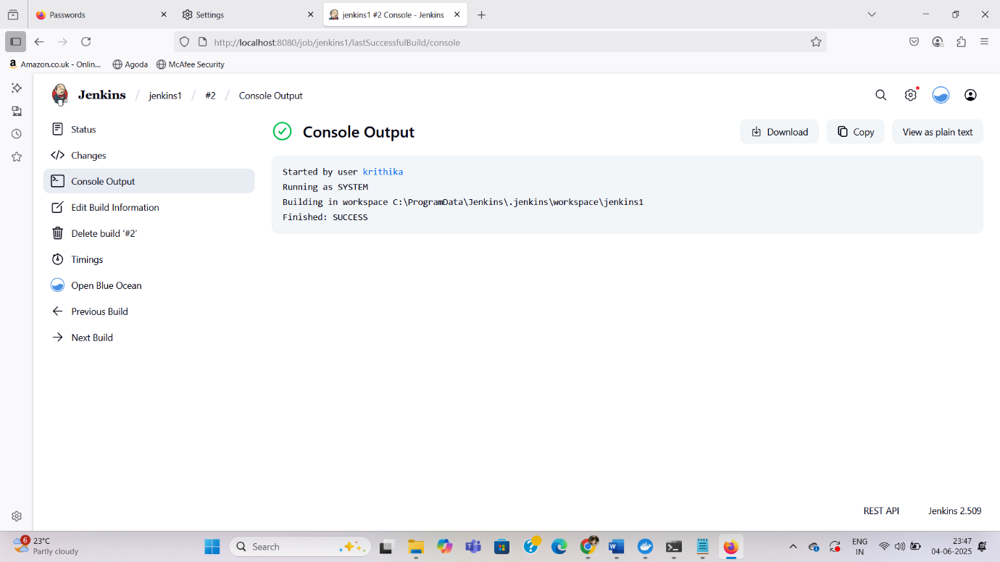 Passwords
Settings
jenkins1 #2 Console - Jenkins
http://localhost:8080/job/jenkins1/lastSuccessfulBuild/console
Amazon.co.uk - Onlin...
Agoda
McAfee Security
Jenkins / jenkins1 / #2 / Console Output
Status
Changes
Console Output
Edit Build Information
Delete build ‘#2’
Timings
Open Blue Ocean
Previous Build
Next Build
Console Output
Download
Copy
View as plain text
Started by user krithika
Running as SYSTEM
Building in workspace C:\ProgramData\Jenkins\.jenkins\workspace\jenkins1
Finished: SUCCESS
REST API
Jenkins 2.509
6
23°C
Partly cloudy
Search
ENG
IN
23:47
04-06-2025